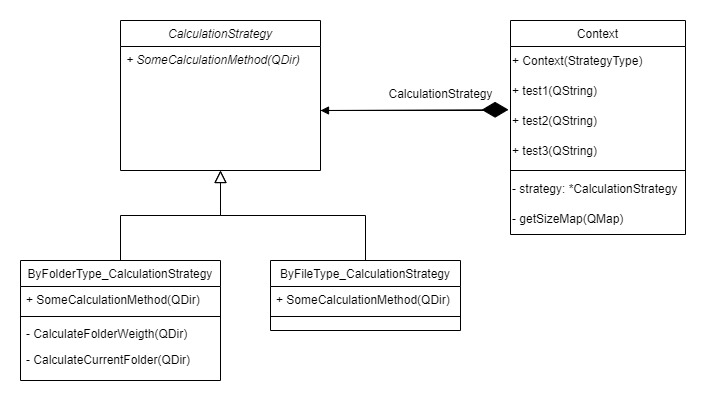 CalculationStrategy
+ SomeCalculationMethod(QDir)
CalculationStrategy
Context
+ Context(StrategyType)
+ test1(QString)
+ test2(QString)
+ test3(QString)
- strategy: *CalculationStrategy
- getSizeMap(QMap)
ByFolderType_CalculationStrategy
+ SomeCalculationMethod(QDir)
- CalculateFolderWeigth(QDir)
- CalculateCurrentFolder(QDir)
ByFileType_CalculationStrategy
+ SomeCalculationMethod(QDir)